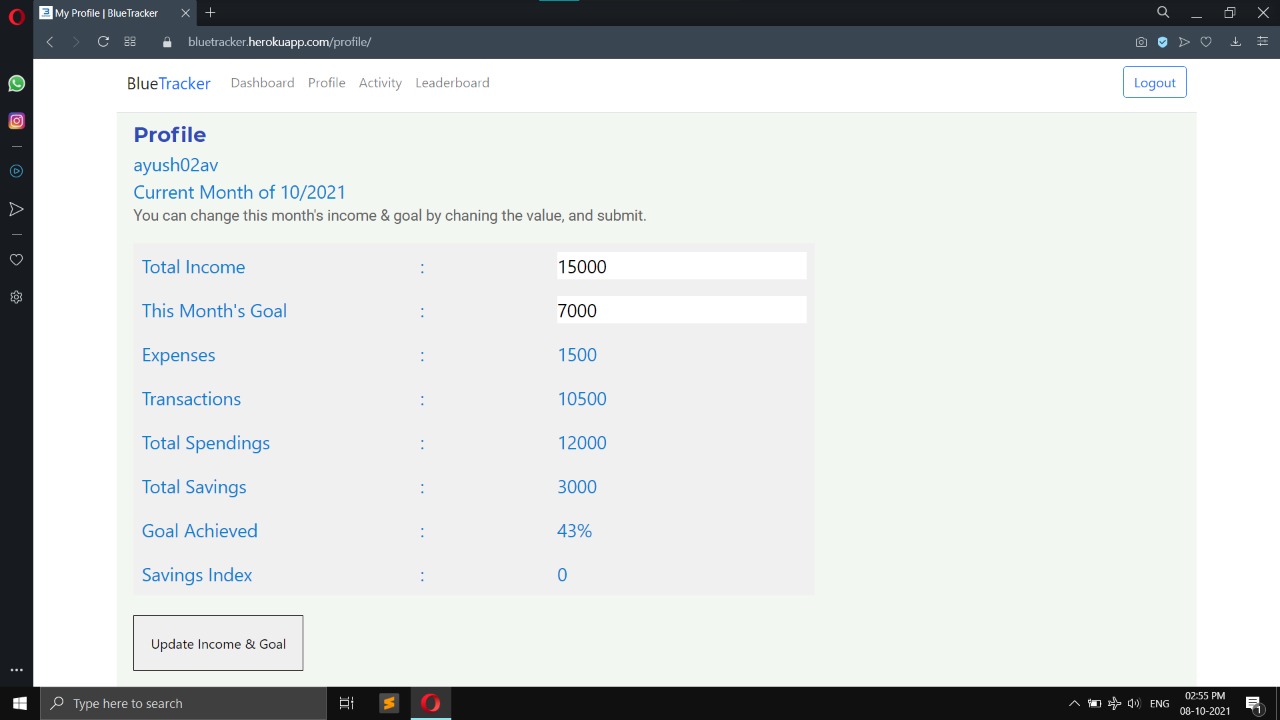 My Profile | BlueTracker
bluetracker.herokuapp.com/profile/
BlueTracker Dashboard Profile Activity Leaderboard Logout
Profile
ayush02av
Current Month of 10/2021
You can change this month's income & goal by chaning the value, and submit.
Total Income : 15000
This Month's Goal : 7000
Expenses : 1500
Transactions : 10500
Total Spendings : 12000
Total Savings : 3000
Goal Achieved : 43%
Savings Index : 0
Update Income & Goal
Type here to search
ENG
02:55 PM
08-10-2021
1